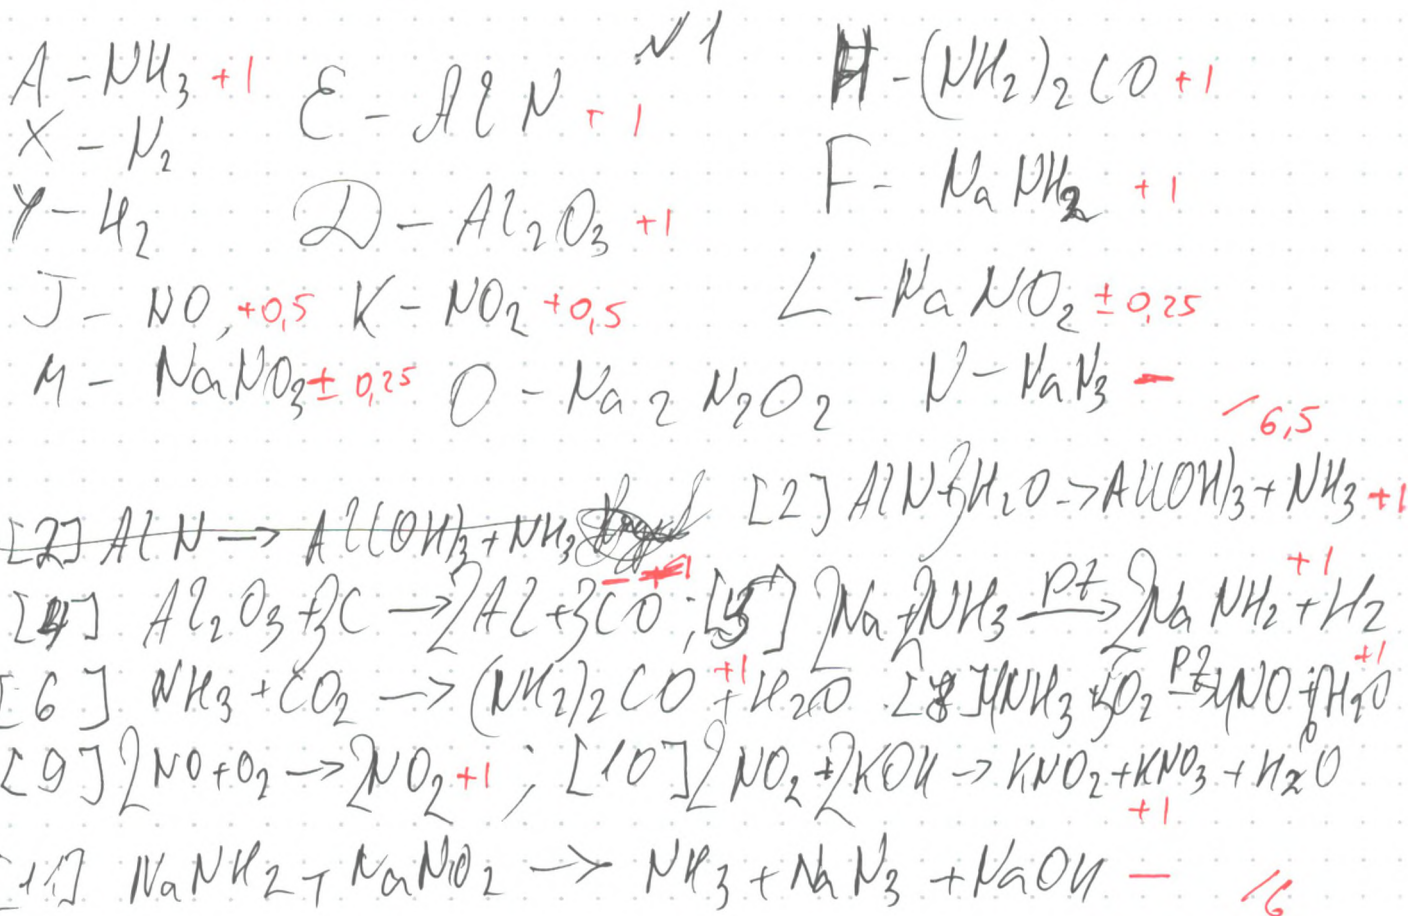 №1
A – NH3 +1 E – AlN +1 H – (NH2)2CO +1
X – N2
Y – H2 D – Al2O3 +1 F – NaNH2 +1
J – NO, +0,5 K – NO2 +0,5 L – NaNO2 ± 0,25
M – NaNO3 ± 0,25 O – Na2N2O2 N – NaN3 –
/6,5
[2] AlN → Al(OH)3 + NH3 [2] AlN + 3H2O → Al(OH)3 + NH3 +1
[4] Al2O3 + 3C → 2Al + 3CO; [5] 2Na + 2NH3 Pt→ 2NaNH2 + H2 +1
[6] NH3 + CO2 → (NH2)2CO + H2O +1 [8] 4NH3 + 5O2 Pt→ 4NO + 6H2O +1
[9] 2NO + O2 → 2NO2 +1; [10] 2NO2 + 2KOH → KNO2 + KNO3 + H2O
+1
[11] NaNH2 + NaNO2 → NH3 + NaN3 + NaOH –
/6